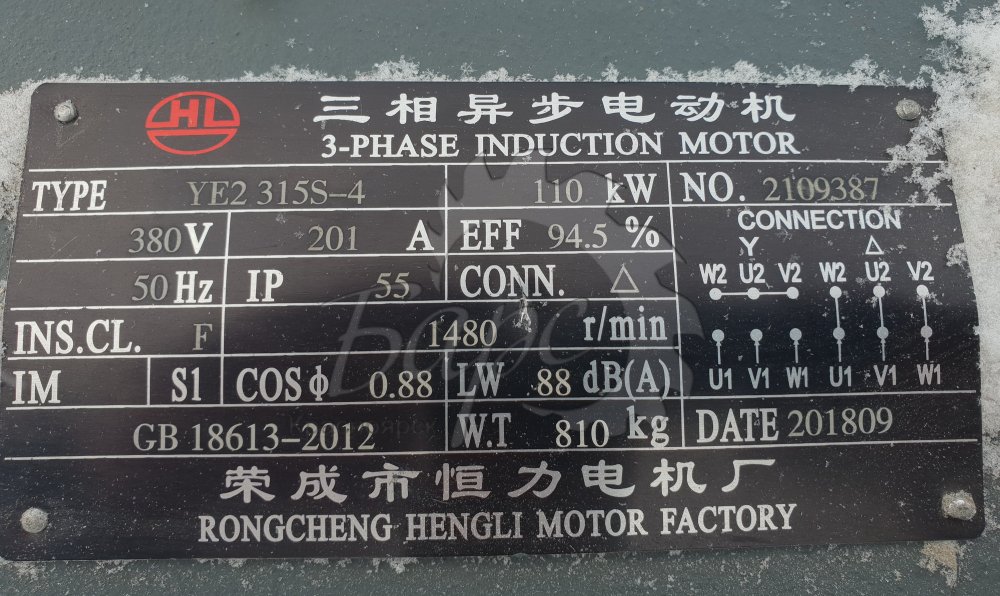 HL
三相异步电动机
3-PHASE INDUCTION MOTOR
TYPE YE2 315S-4 110 kW NO. 2109387
380 V 201 A EFF 94.5 % CONNECTION
50 Hz IP 55 CONN. △ Y △
W2 U2 V2 W2 U2 V2
INS.CL. F 1480 r/min
IM S1 COSϕ 0.88 LW 88 dB(A) U1 V1 W1 U1 V1 W1
GB 18613-2012 W.T 810 kg DATE 201809
荣成市恒力电机厂
RONGCHENG HENGLI MOTOR FACTORY
Барс